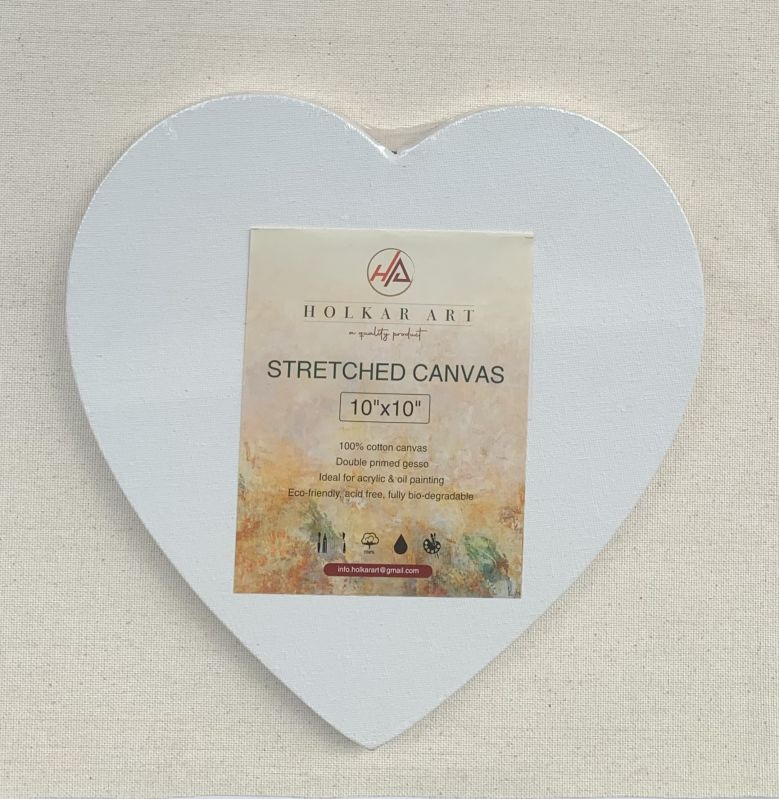 HA
HOLKAR ART
a quality product
STRETCHED CANVAS
10"x10"
100% cotton canvas
Double primed gesso
Ideal for acrylic & oil painting
Eco-friendly, acid free, fully bio-degradable
info.holkarart@gmail.com